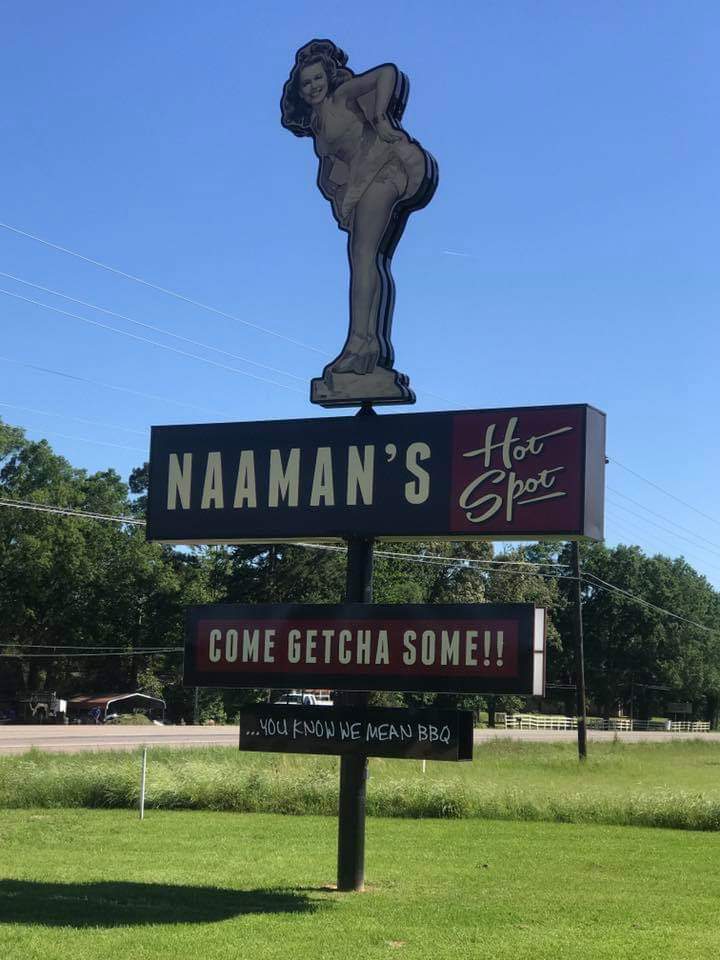 NAAMAN'S
Hot
Spot
COME GETCHA SOME!!
...YOU KNOW WE MEAN BBQ